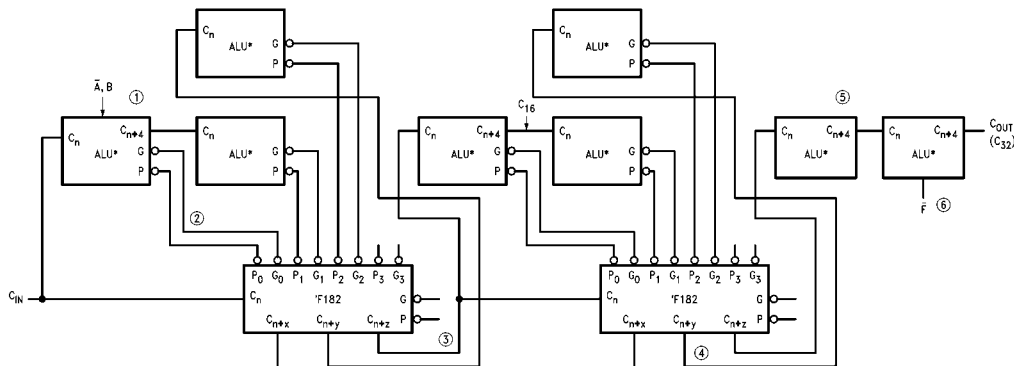 C_n G ALU* P
C_n G ALU* P
Ā, B ①
C_n C_n+4 ALU* G P
C_n G ALU* P
C_16
C_n C_n+4 ALU* G P
C_n G ALU* P
⑤
C_n C_n+4 ALU*
C_n C_n+4 ALU*
C_OUT
(C_32)
F̄ ⑥
②
P_0 G_0 P_1 G_1 P_2 G_2 P_3 G_3
P_0 G_0 P_1 G_1 P_2 G_2 P_3 G_3
C_IN
C_n 'F182 G
P
C_n+x C_n+y C_n+z
③
C_n 'F182 G
P
C_n+x C_n+y C_n+z
④